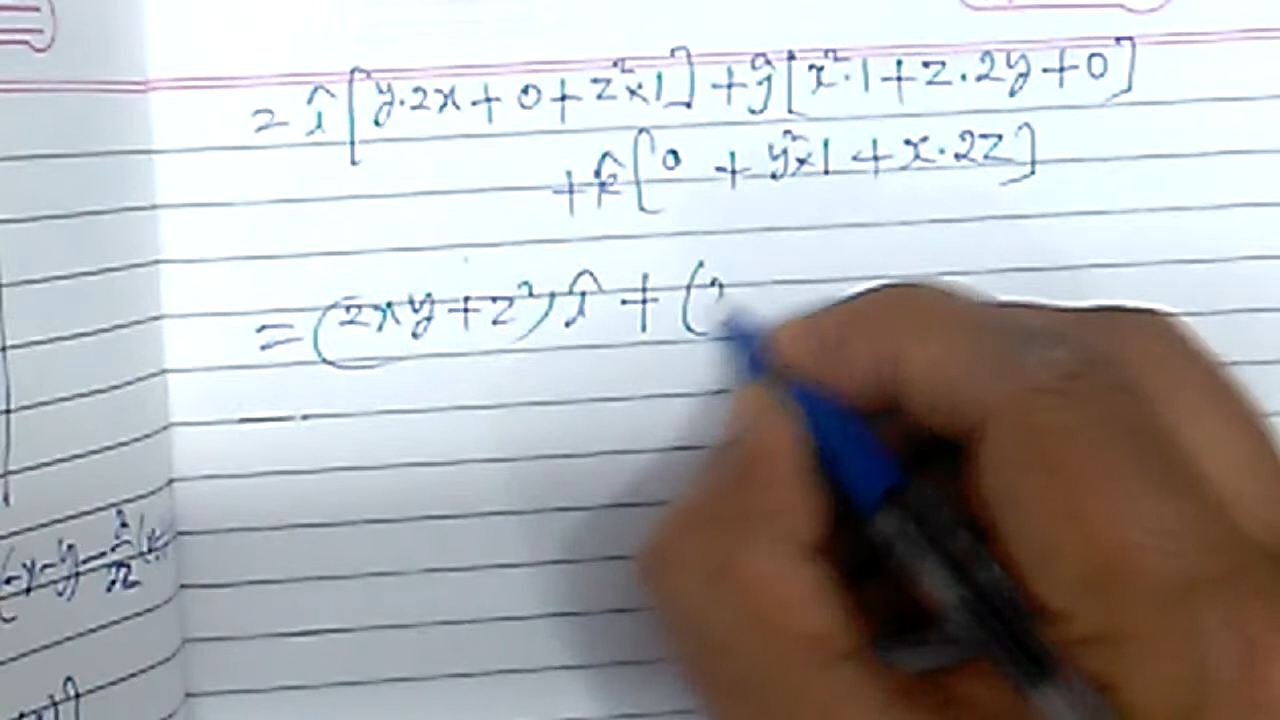 = î [y.2x + 0 + z²×1] + ĵ [x².1 + z.2y + 0]
+ k̂ [0 + y²×1 + x.2z]
= (2xy + z²) î + (